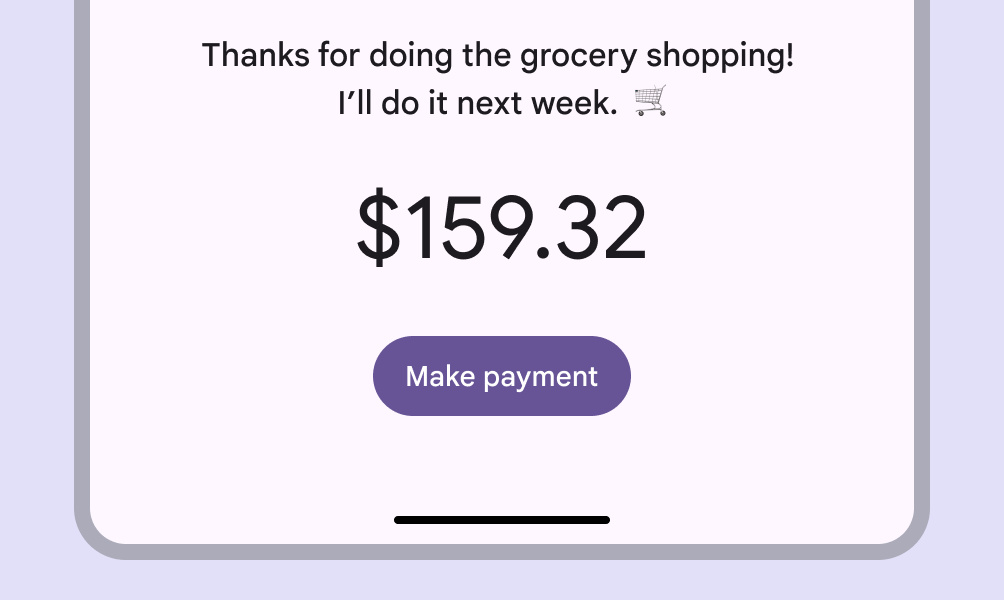 Thanks for doing the grocery shopping!
I’ll do it next week. 🛒
$159.32
Make payment